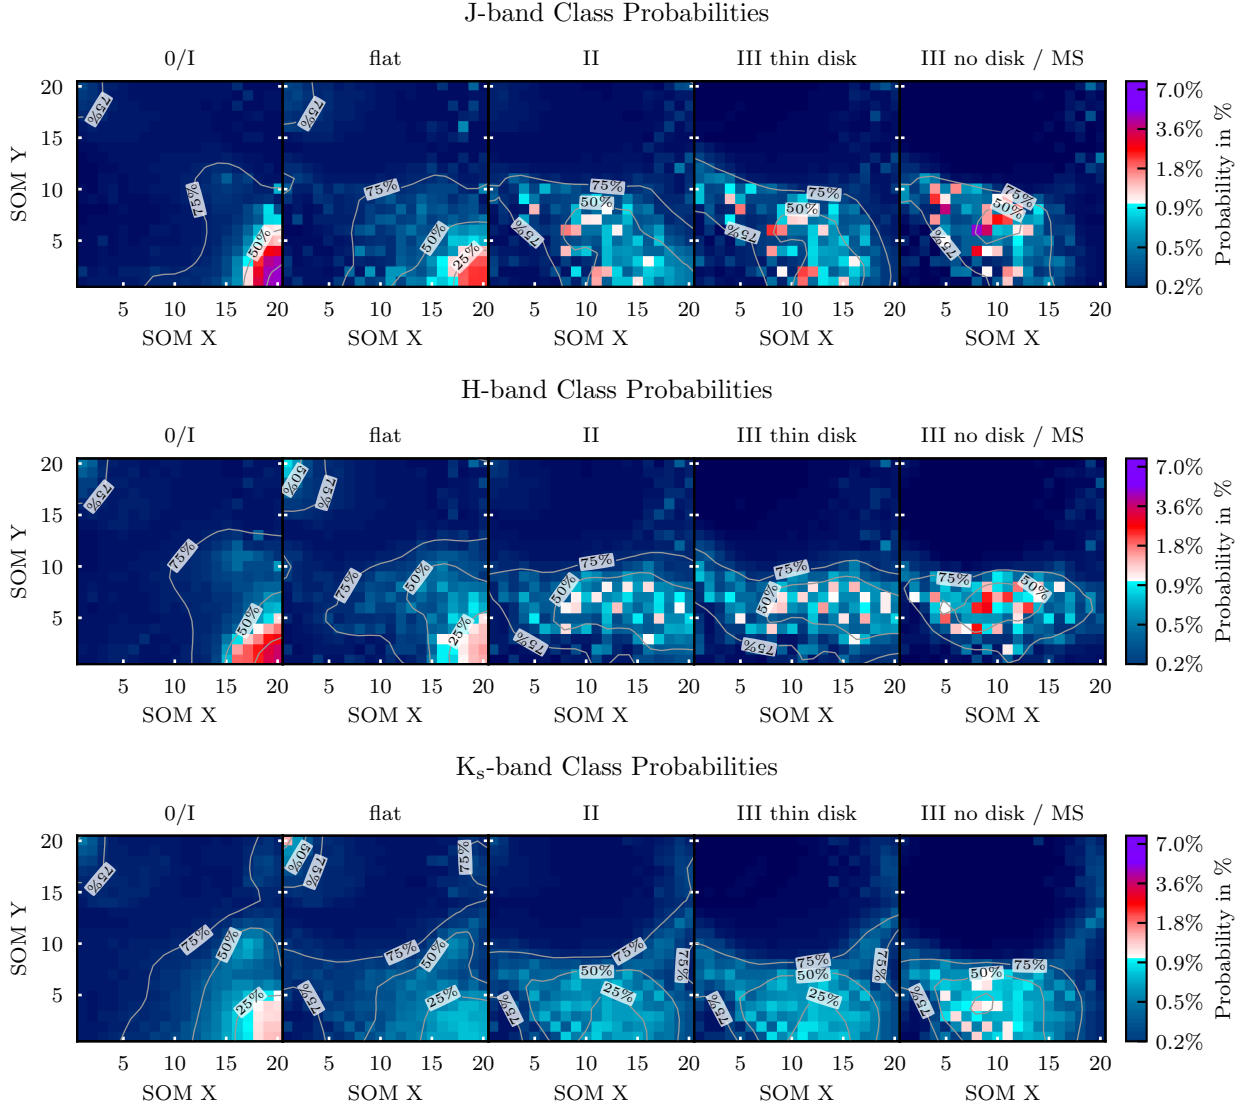 J-band Class Probabilities
0/I flat II III thin disk III no disk / MS
20 15 10 5
SOM Y
75% 75% 50% 75% 75% 50% 25% 75% 50% 75% 75% 50% 75% 75% 50% 75%
7.0% 3.6% 1.8% 0.9% 0.5% 0.2%
Probability in %
5 10 15 20 5 10 15 20 5 10 15 20 5 10 15 20 5 10 15 20
SOM X SOM X SOM X SOM X SOM X
H-band Class Probabilities
0/I flat II III thin disk III no disk / MS
20 15 10 5
SOM Y
75% 75% 50% 50% 75% 75% 50% 25% 75% 50% 75% 75% 50% 75% 75% 50%
7.0% 3.6% 1.8% 0.9% 0.5% 0.2%
Probability in %
5 10 15 20 5 10 15 20 5 10 15 20 5 10 15 20 5 10 15 20
SOM X SOM X SOM X SOM X SOM X
Ks-band Class Probabilities
0/I flat II III thin disk III no disk / MS
20 15 10 5
SOM Y
75% 75% 50% 25% 50% 75% 75% 75% 50% 25% 75% 75% 50% 25% 75% 75% 75% 50% 25% 75% 75% 50% 75% 75%
7.0% 3.6% 1.8% 0.9% 0.5% 0.2%
Probability in %
5 10 15 20 5 10 15 20 5 10 15 20 5 10 15 20 5 10 15 20
SOM X SOM X SOM X SOM X SOM X